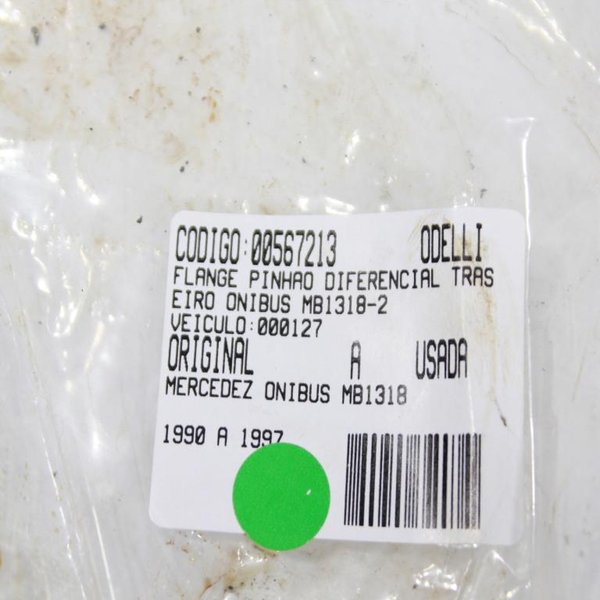 CODIGO:00567213 ODELLI
FLANGE PINHAO DIFERENCIAL TRAS
EIRO ONIBUS MB1318-2
VEICULO:000127
ORIGINAL A USADA
MERCEDEZ ONIBUS MB1318
1990 A 1997